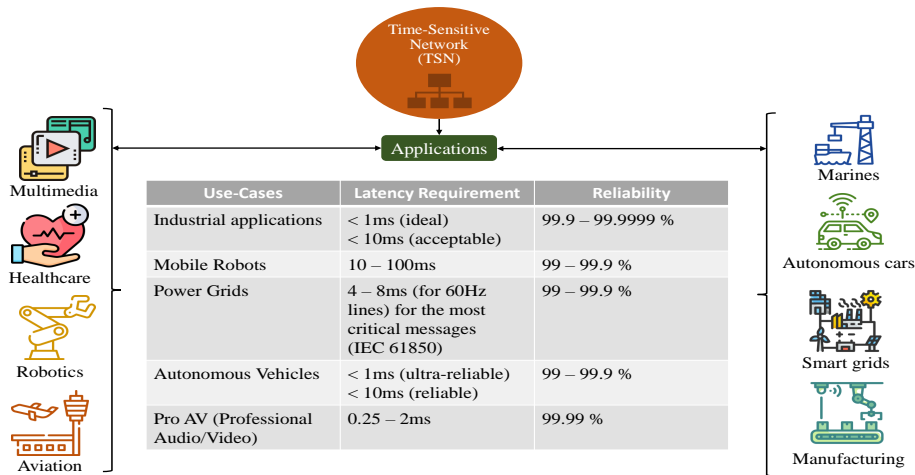 Time-Sensitive
Network
(TSN)
Applications
Multimedia
Healthcare
Robotics
Aviation
Use-Cases Latency Requirement Reliability
Industrial applications < 1ms (ideal) 99.9 – 99.9999 %
< 10ms (acceptable)
Mobile Robots 10 – 100ms 99 – 99.9 %
Power Grids 4 – 8ms (for 60Hz 99 – 99.9 %
lines) for the most
critical messages
(IEC 61850)
Autonomous Vehicles < 1ms (ultra-reliable) 99 – 99.9 %
< 10ms (reliable)
Pro AV (Professional 0.25 – 2ms 99.99 %
Audio/Video)
Marines
Autonomous cars
Smart grids
Manufacturing